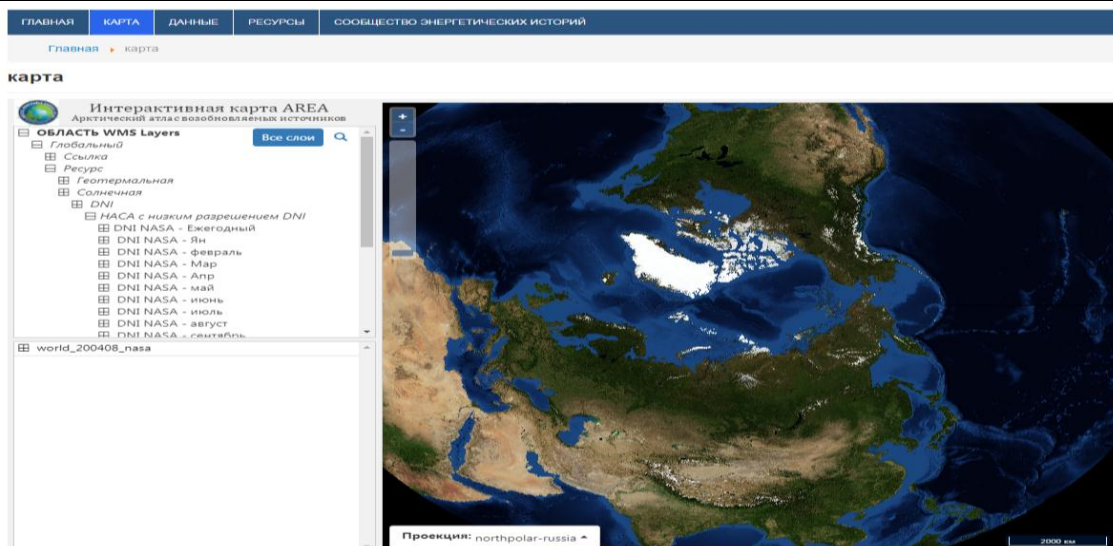 ГЛАВНАЯ КАРТА ДАННЫЕ РЕСУРСЫ СООБЩЕСТВО ЭНЕРГЕТИЧЕСКИХ ИСТОРИЙ
Главная карта
карта
Интерактивная карта AREA
Арктический атлас возобновляемых источников
ОБЛАСТЬ WMS Layers
Все слои
Глобальный
Ссылка
Ресурс
Геотермальная
Солнечная
DNI
НАСА с низким разрешением DNI
DNI NASA - Ежегодный
DNI NASA - Ян
DNI NASA - февраль
DNI NASA - Мар
DNI NASA - Апр
DNI NASA - май
DNI NASA - июнь
DNI NASA - июль
DNI NASA - август
DNI NASA - сентябрь
world_200408_nasa
+
-
Проекция: northpolar-russia
2000 км